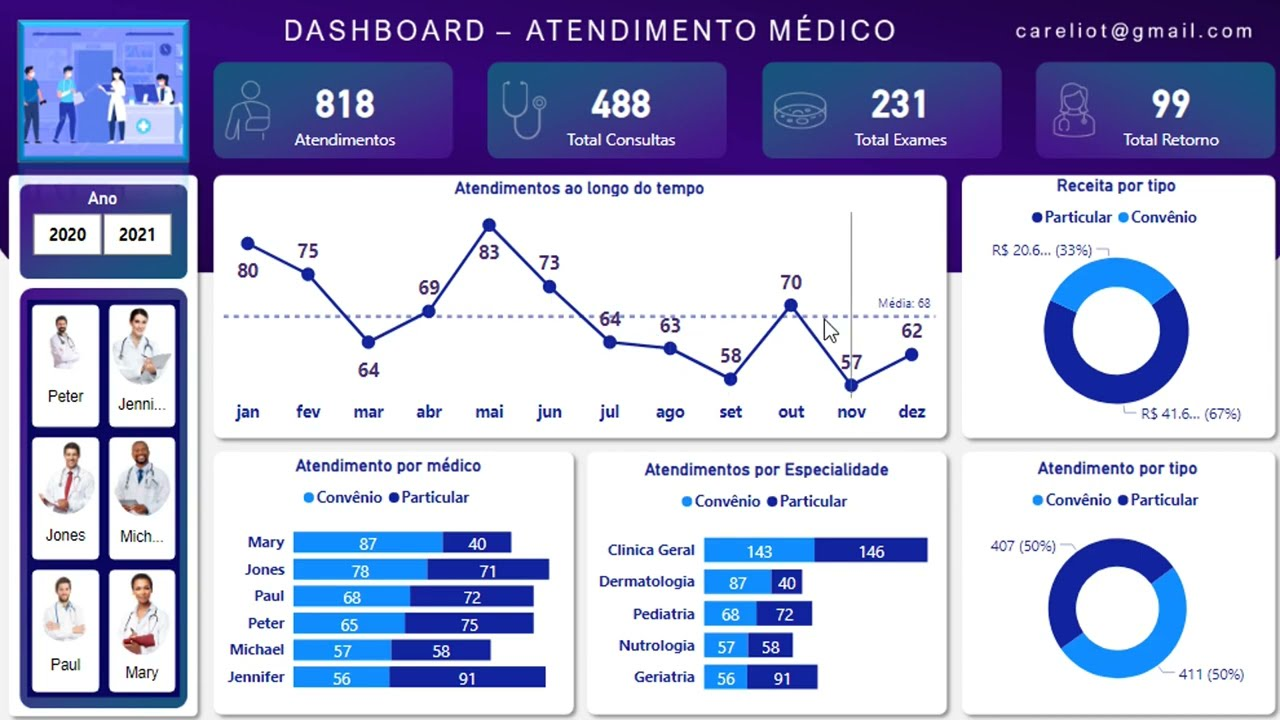 DASHBOARD – ATENDIMENTO MÉDICO
careliot@gmail.com
818
Atendimentos
488
Total Consultas
231
Total Exames
99
Total Retorno
Ano
2020 2021
Peter
Jenni...
Jones
Mich...
Paul
Mary
Atendimentos ao longo do tempo
80 75 64 69 83 73 64 63 58 70 57 62
Média: 68
jan fev mar abr mai jun jul ago set out nov dez
Receita por tipo
Particular Convênio
R$ 20.6... (33%)
R$ 41.6... (67%)
Atendimento por médico
Convênio Particular
Mary 87 40
Jones 78 71
Paul 68 72
Peter 65 75
Michael 57 58
Jennifer 56 91
Atendimentos por Especialidade
Convênio Particular
Clinica Geral 143 146
Dermatologia 87 40
Pediatria 68 72
Nutrologia 57 58
Geriatria 56 91
Atendimento por tipo
Convênio Particular
407 (50%)
411 (50%)